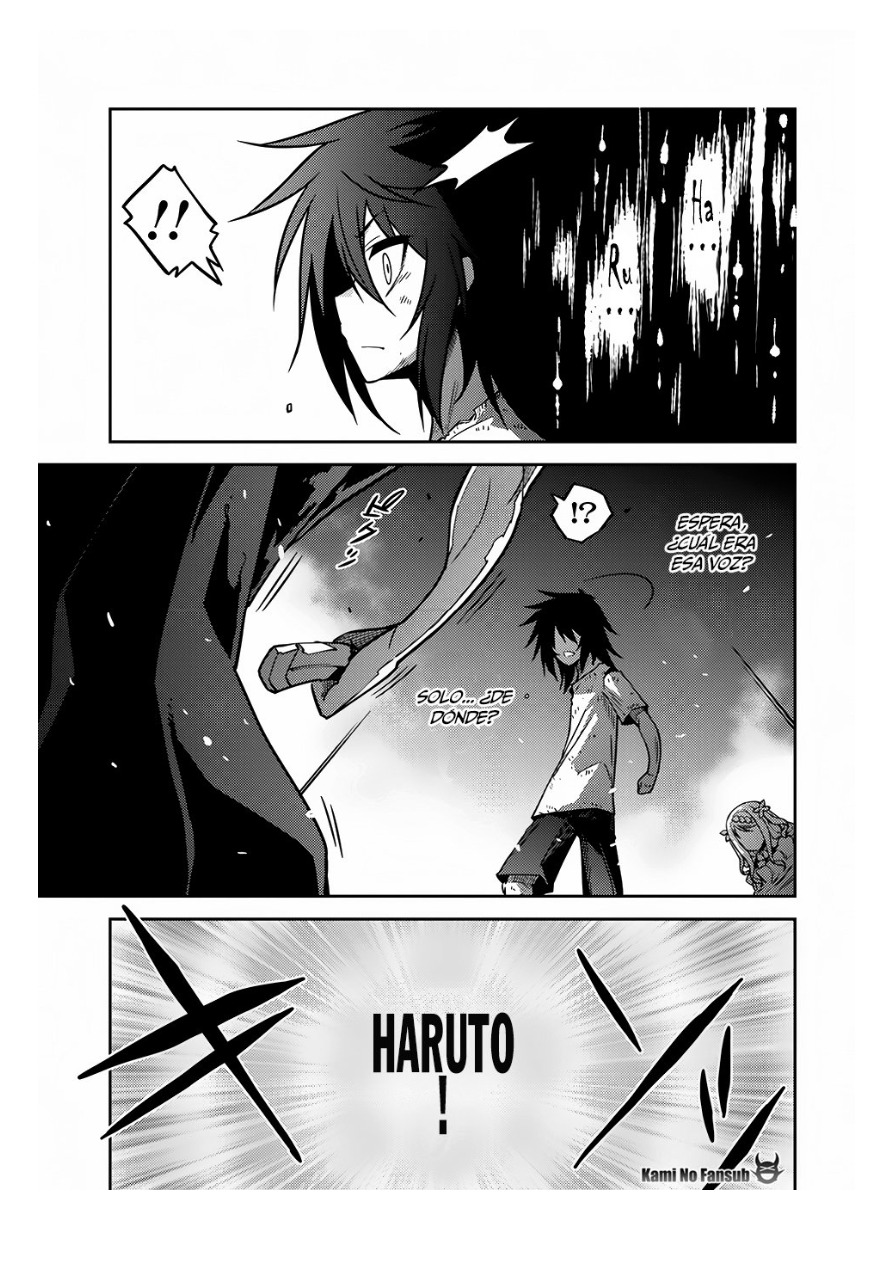 Ha
...
Ru
...
!!
ESPERA,
¿CUÁL ERA
ESA VOZ?
!?
SOLO... ¿DE
DÓNDE?
HARUTO
!
Kami No Fansub